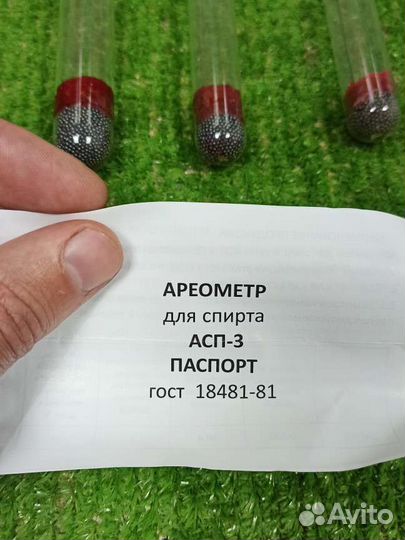 АРЕОМЕТР
для спирта
АСП-3
ПАСПОРТ
гост 18481-81
Avito